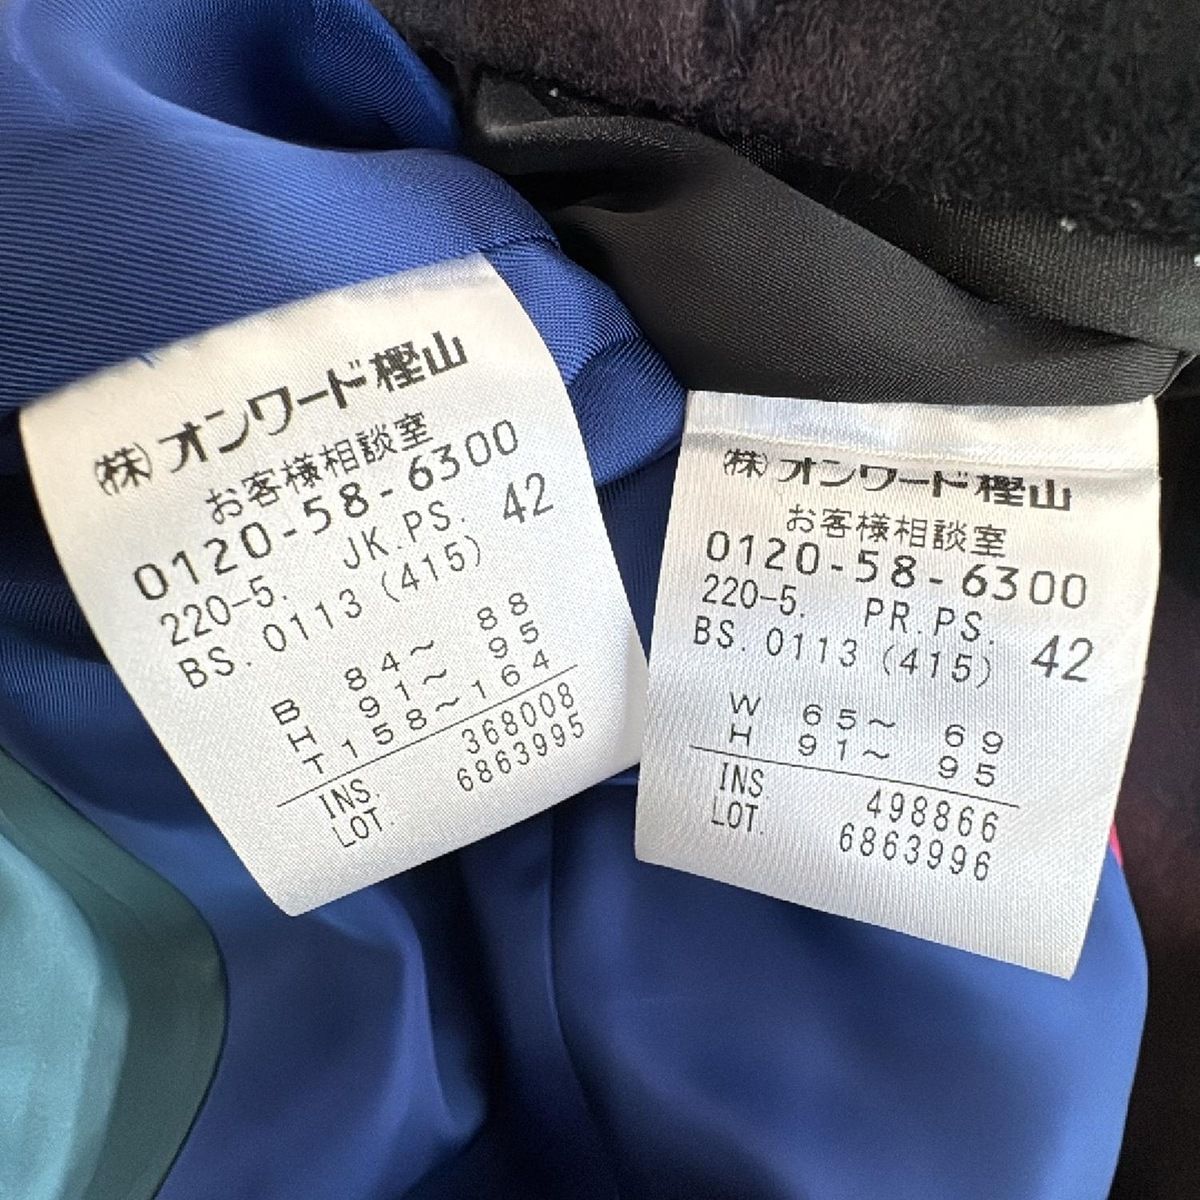 (株)オンワード樫山
お客様相談室
0120-58-6300
220-5. JK.PS. 42
BS. 0113 (415)
B 84~ 88
H 91~ 95
T 158~164
INS. 368008
LOT. 6863995
(株)オンワード樫山
お客様相談室
0120-58-6300
220-5. PR.PS. 42
BS. 0113 (415)
W 65~ 69
H 91~ 95
INS 498866
LOT. 6863996